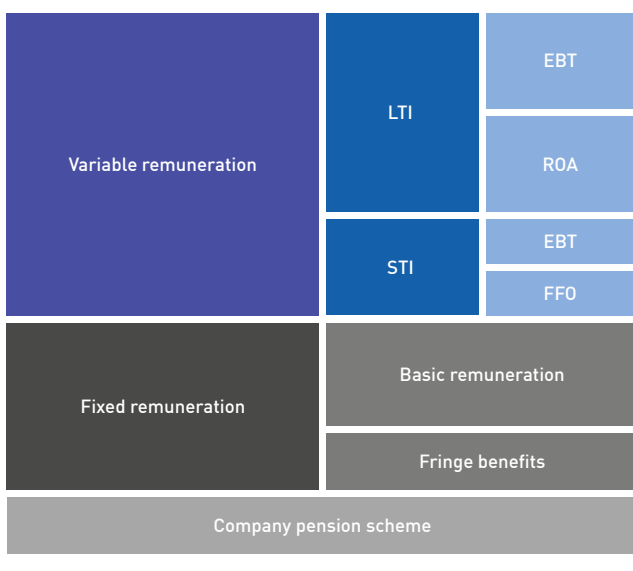 Variable remuneration
LTI
EBT
ROA
STI
EBT
FFO
Fixed remuneration
Basic remuneration
Fringe benefits
Company pension scheme